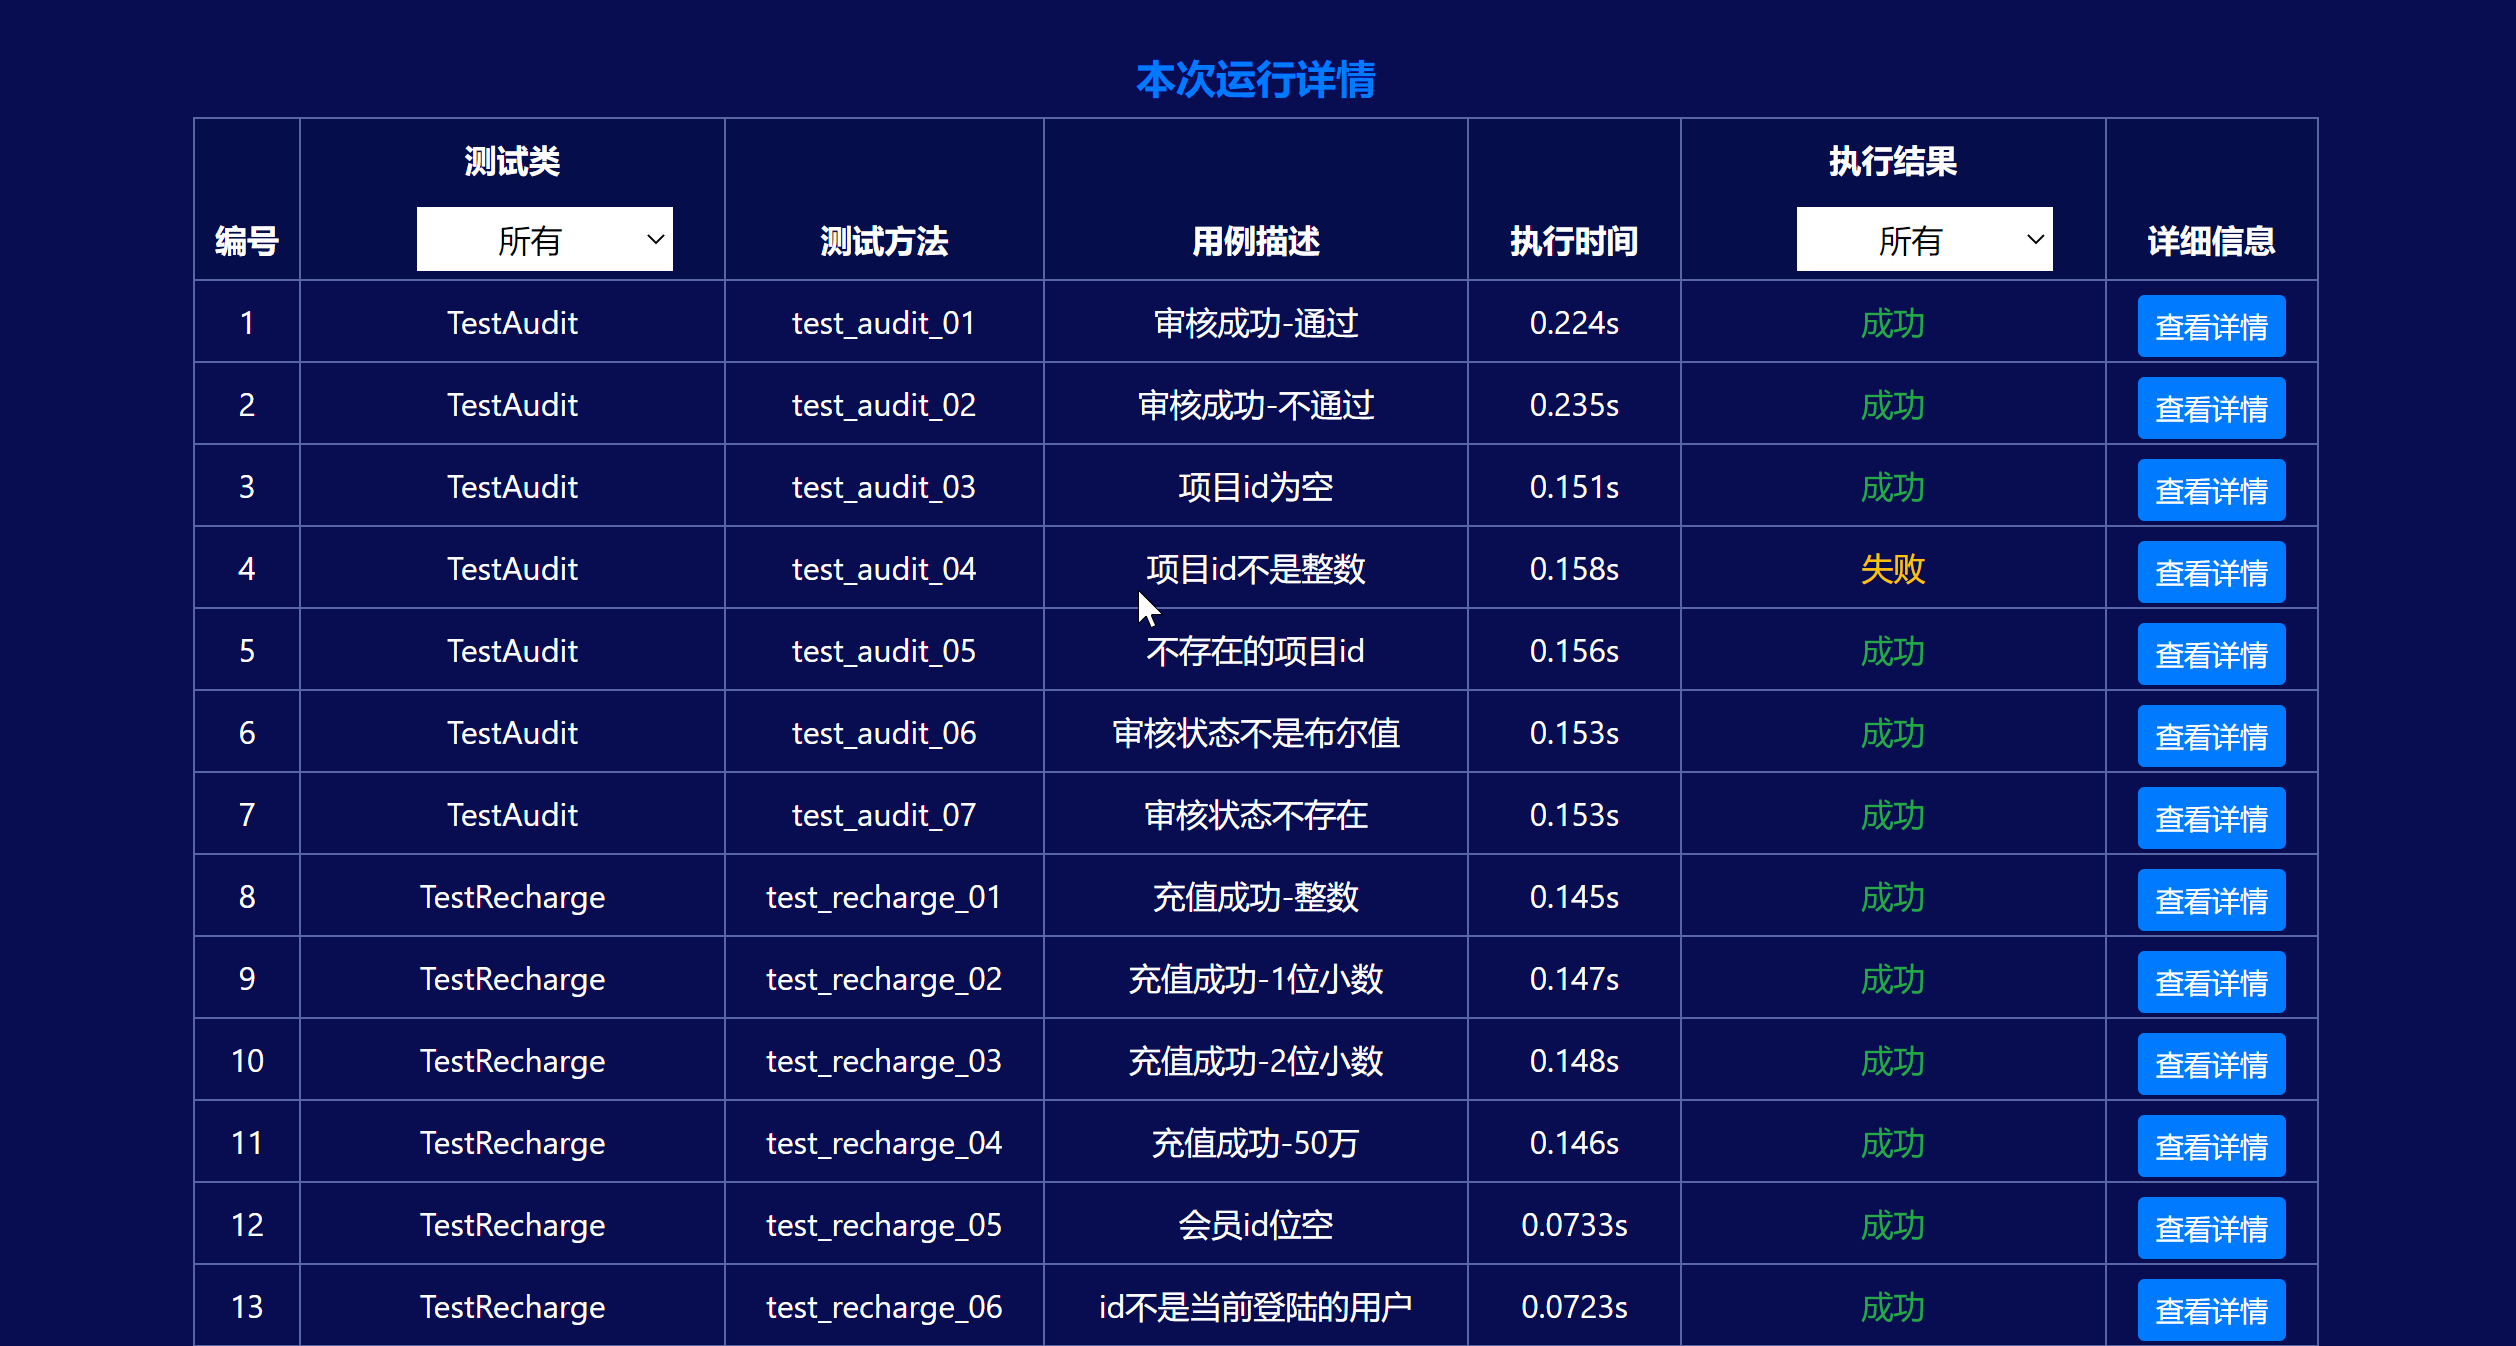 本次运行详情
编号 测试类 所有 测试方法 用例描述 执行时间 执行结果 所有 详细信息
1 TestAudit test_audit_01 审核成功-通过 0.224s 成功 查看详情
2 TestAudit test_audit_02 审核成功-不通过 0.235s 成功 查看详情
3 TestAudit test_audit_03 项目id为空 0.151s 成功 查看详情
4 TestAudit test_audit_04 项目id不是整数 0.158s 失败 查看详情
5 TestAudit test_audit_05 不存在的项目id 0.156s 成功 查看详情
6 TestAudit test_audit_06 审核状态不是布尔值 0.153s 成功 查看详情
7 TestAudit test_audit_07 审核状态不存在 0.153s 成功 查看详情
8 TestRecharge test_recharge_01 充值成功-整数 0.145s 成功 查看详情
9 TestRecharge test_recharge_02 充值成功-1位小数 0.147s 成功 查看详情
10 TestRecharge test_recharge_03 充值成功-2位小数 0.148s 成功 查看详情
11 TestRecharge test_recharge_04 充值成功-50万 0.146s 成功 查看详情
12 TestRecharge test_recharge_05 会员id位空 0.0733s 成功 查看详情
13 TestRecharge test_recharge_06 id不是当前登陆的用户 0.0723s 成功 查看详情